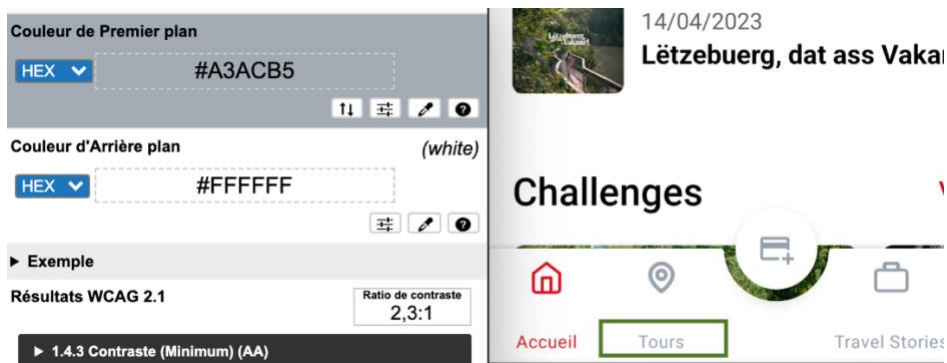 Couleur de Premier plan
HEX
#A3ACB5
Couleur d'Arrière plan
(white)
HEX
#FFFFFF
▶ Exemple
Résultats WCAG 2.1
Ratio de contraste
2,3:1
▶ 1.4.3 Contraste (Minimum) (AA)
14/04/2023
Lëtzebuerg, dat ass Vakan
Challenges
Accueil
Tours
Travel Stories